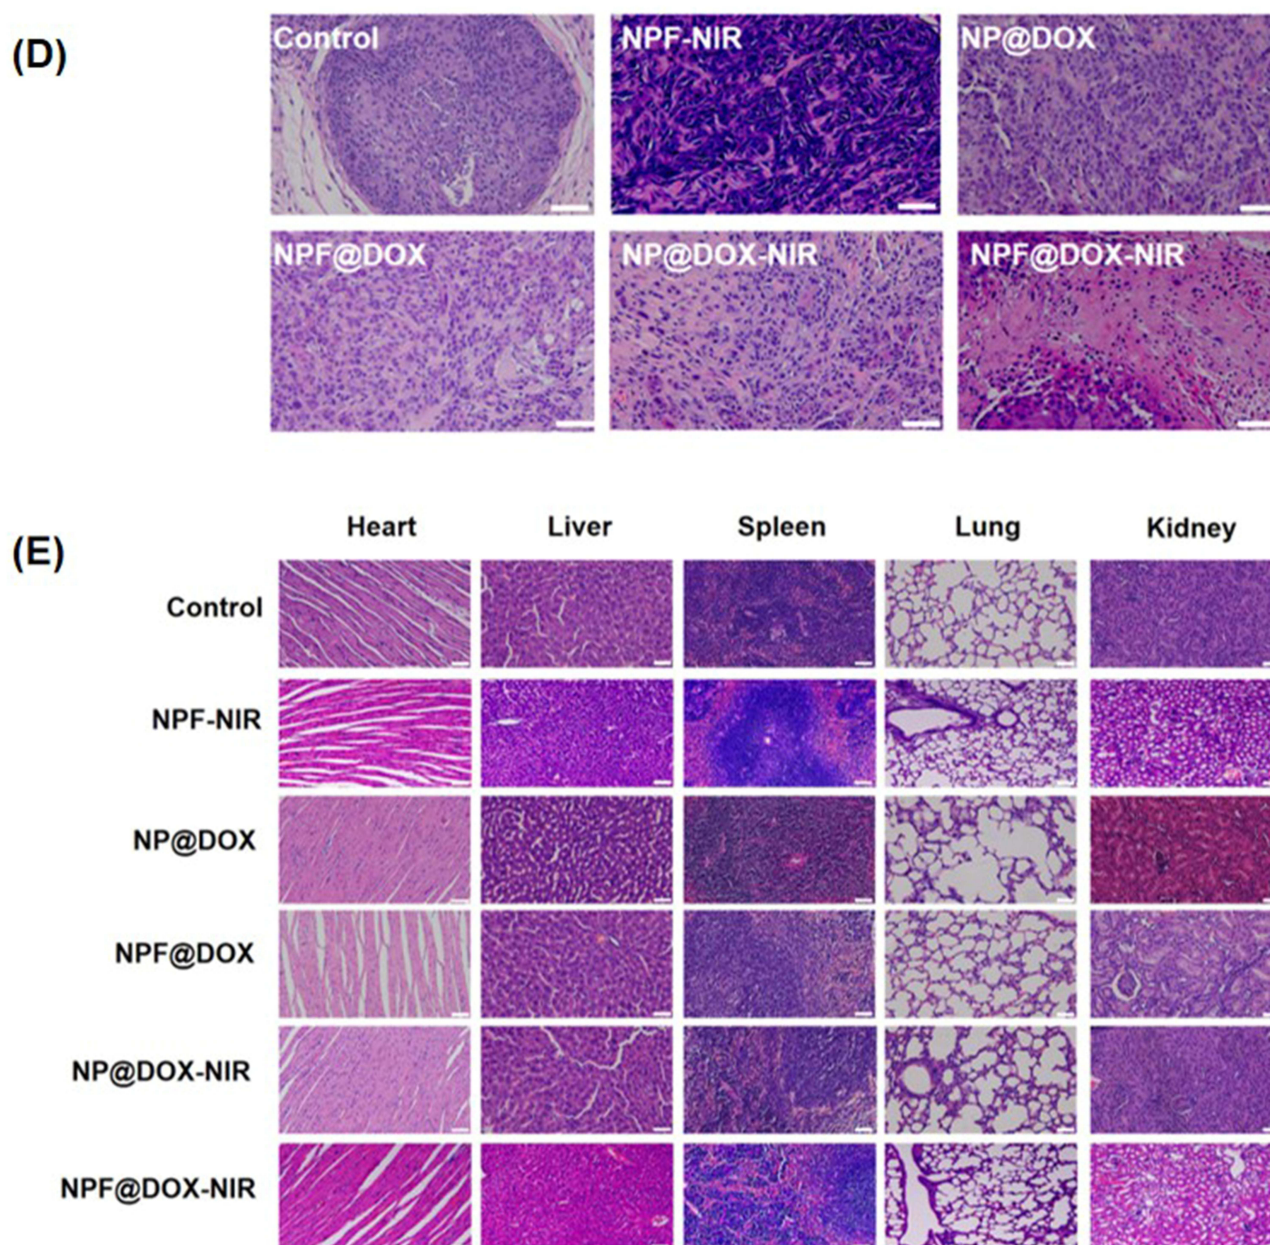 (D)
Control
NPF-NIR
NP@DOX
NPF@DOX
NP@DOX-NIR
NPF@DOX-NIR
(E)
Heart Liver Spleen Lung Kidney
Control
NPF-NIR
NP@DOX
NPF@DOX
NP@DOX-NIR
NPF@DOX-NIR